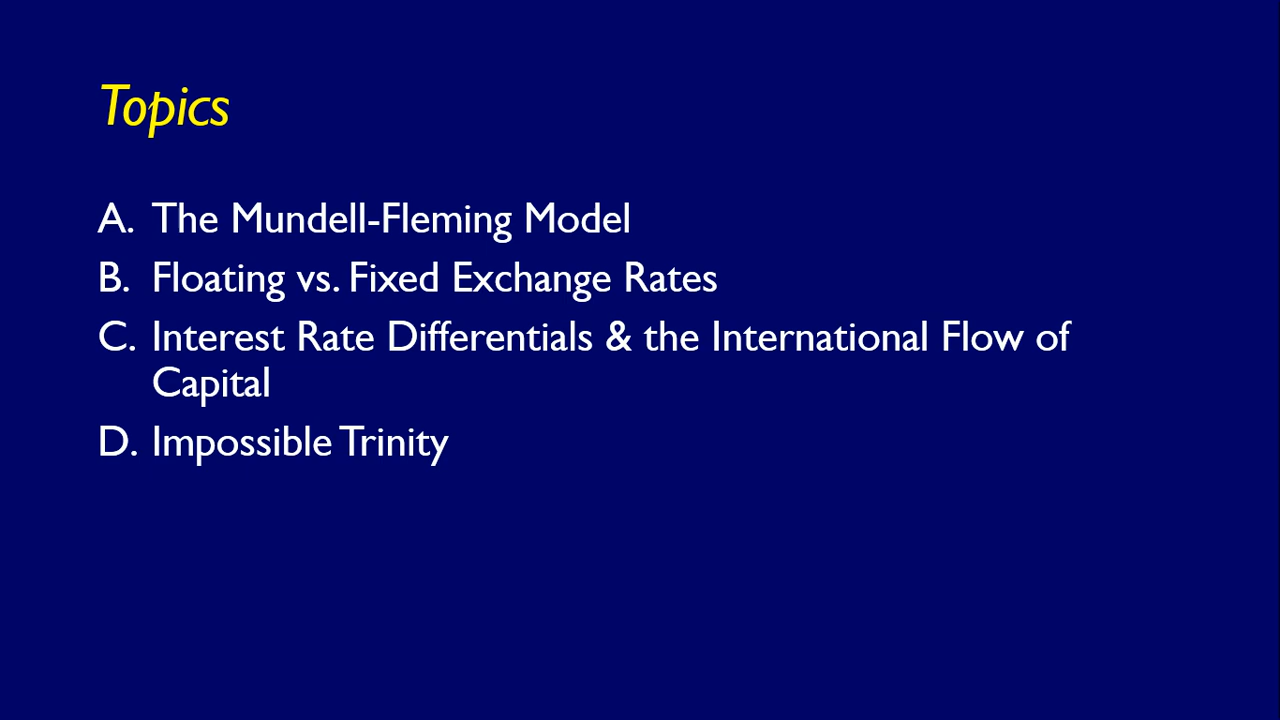 Topics
A. The Mundell-Fleming Model
B. Floating vs. Fixed Exchange Rates
C. Interest Rate Differentials & the International Flow of
Capital
D. Impossible Trinity